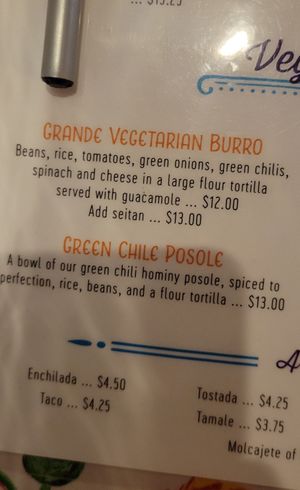 ... $13.25
Veg
GRANDE VEGETARIAN BURRO
Beans, rice, tomatoes, green onions, green chilis,
spinach and cheese in a large flour tortilla
served with guacamole ... $12.00
Add seitan ... $13.00
GREEN CHILE POSOLE
A bowl of our green chili hominy posole, spiced to
perfection, rice, beans, and a flour tortilla ... $13.00
A
Enchilada ... $4.50
Taco ... $4.25
Tostada ... $4.25
Tamale ... $3.75
Molcajete of